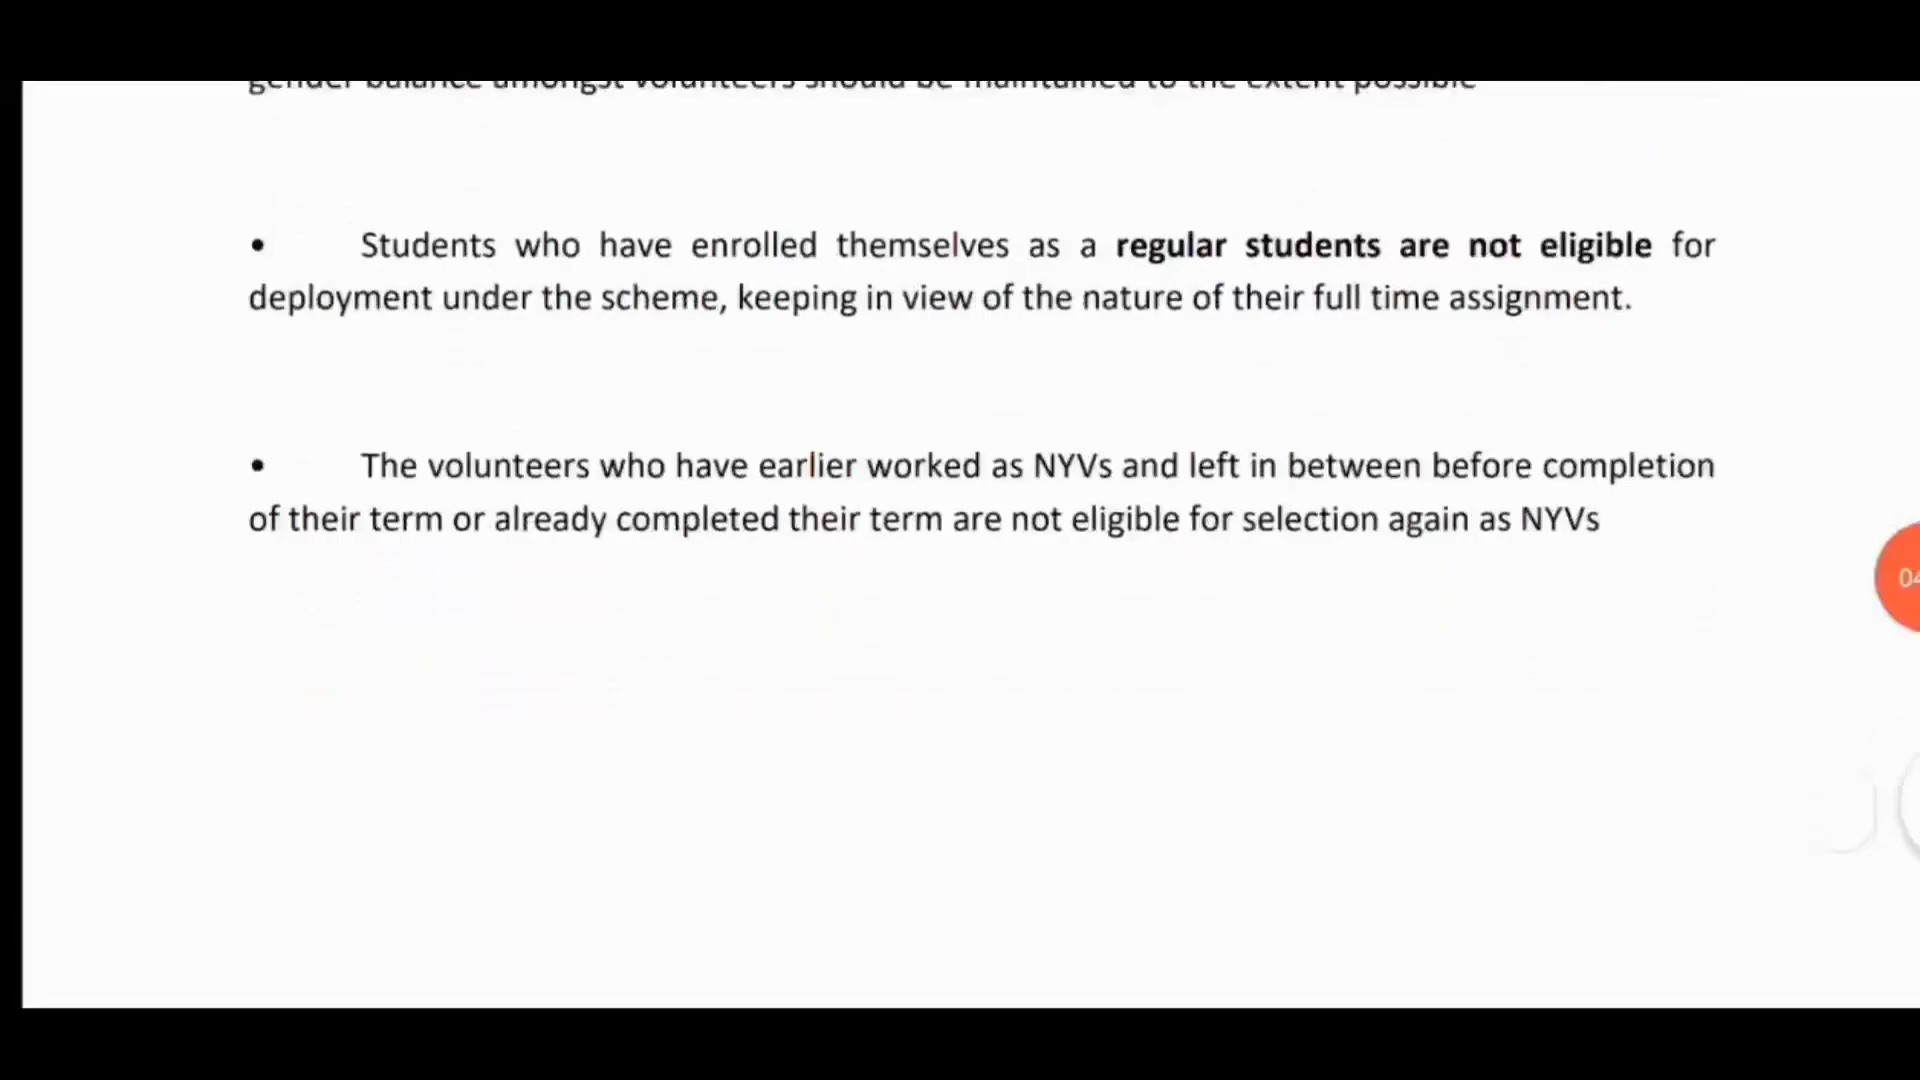 gender balance amongst volunteers should be maintained to the extent possible
• Students who have enrolled themselves as a regular students are not eligible for
deployment under the scheme, keeping in view of the nature of their full time assignment.
• The volunteers who have earlier worked as NYVs and left in between before completion
of their term or already completed their term are not eligible for selection again as NYVs
04